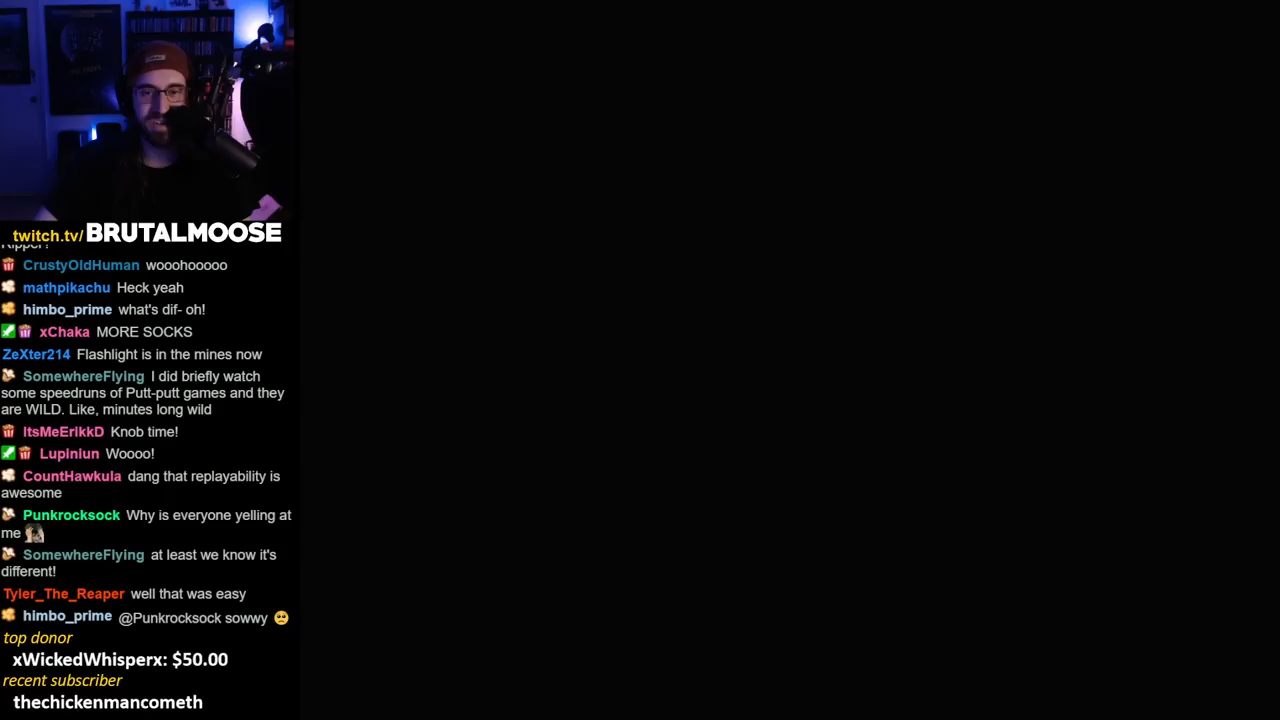 twitch.tv/BRUTALMOOSE
Ripper!
CrustyOldHuman wooohooooo
mathpikachu Heck yeah
himbo_prime what's dif- oh!
xChaka MORE SOCKS
ZeXter214 Flashlight is in the mines now
SomewhereFlying I did briefly watch
some speedruns of Putt-putt games and they
are WILD. Like, minutes long wild
ItsMeErikkD Knob time!
Lupiniun Woooo!
CountHawkula dang that replayability is
awesome
Punkrocksock Why is everyone yelling at
me
SomewhereFlying at least we know it's
different!
Tyler_The_Reaper well that was easy
himbo_prime @Punkrocksock sowwy 🥺
top donor
xWickedWhisperx: $50.00
recent subscriber
thechickenmancometh